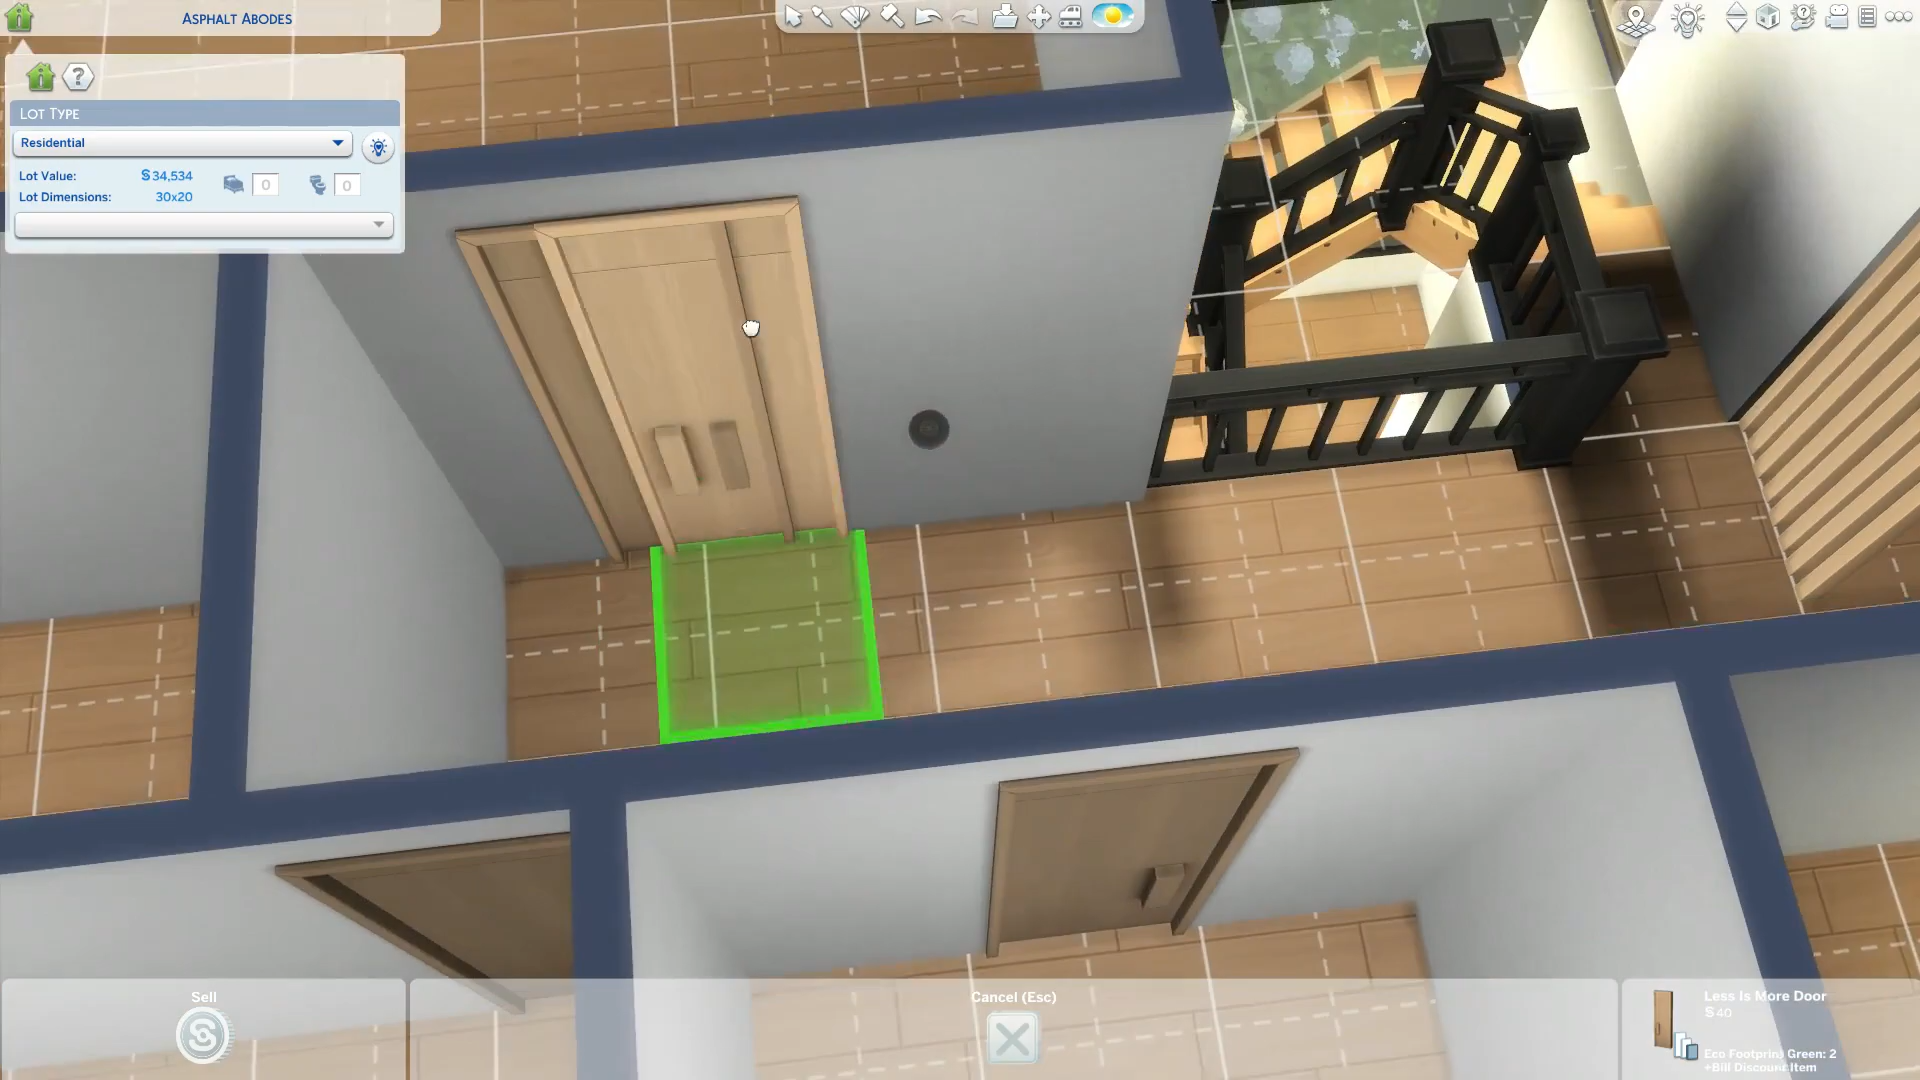 ASPHALT ABODES
LOT TYPE
Residential
Lot Value: §34,534
0
0
Lot Dimensions: 30x20
Sell
Cancel (Esc)
Less Is More Door
§40
Eco Footprint Green: 2
+Bill Discount Item